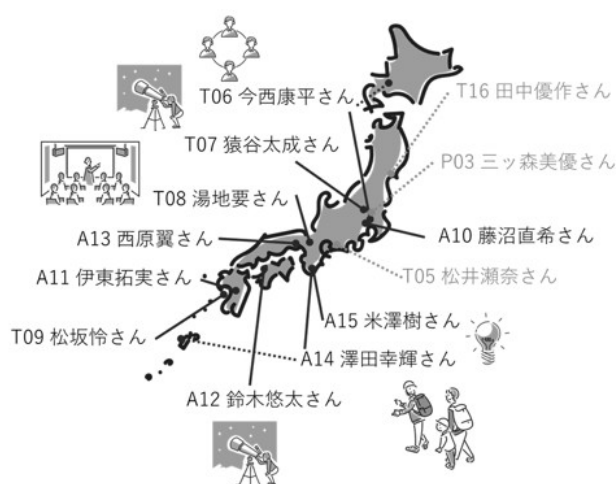 T06 今西康平さん
T16 田中優作さん
T07 猿谷太成さん
P03 三ッ森美優さん
T08 湯地要さん
A13 西原翼さん
A10 藤沼直希さん
A11 伊東拓実さん
T05 松井瀬奈さん
A15 米澤樹さん
T09 松坂怜さん
A14 澤田幸輝さん
A12 鈴木悠太さん